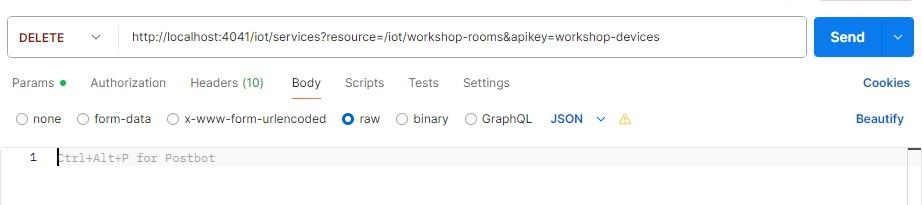 DELETE http://localhost:4041/iot/services?resource=/iot/workshop-rooms&apikey=workshop-devices Send
Params Authorization Headers (10) Body Scripts Tests Settings Cookies
none form-data x-www-form-urlencoded raw binary GraphQL JSON Beautify
1 Ctrl+Alt+P for Postbot